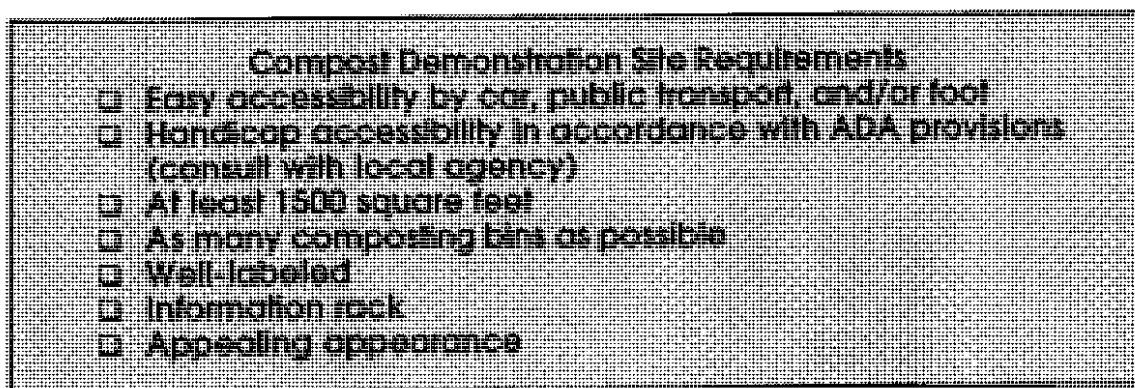 Compost Demonstration Site Requirements
❑ Easy accessibility by car, public transport, and/or foot
❑ Handicap accessibility in accordance with ADA provisions
(consult with local agency)
❑ At least 1500 square feet
❑ As many composting bins as possible
❑ Well-labeled
❑ Information rack
❑ Appealing appearance